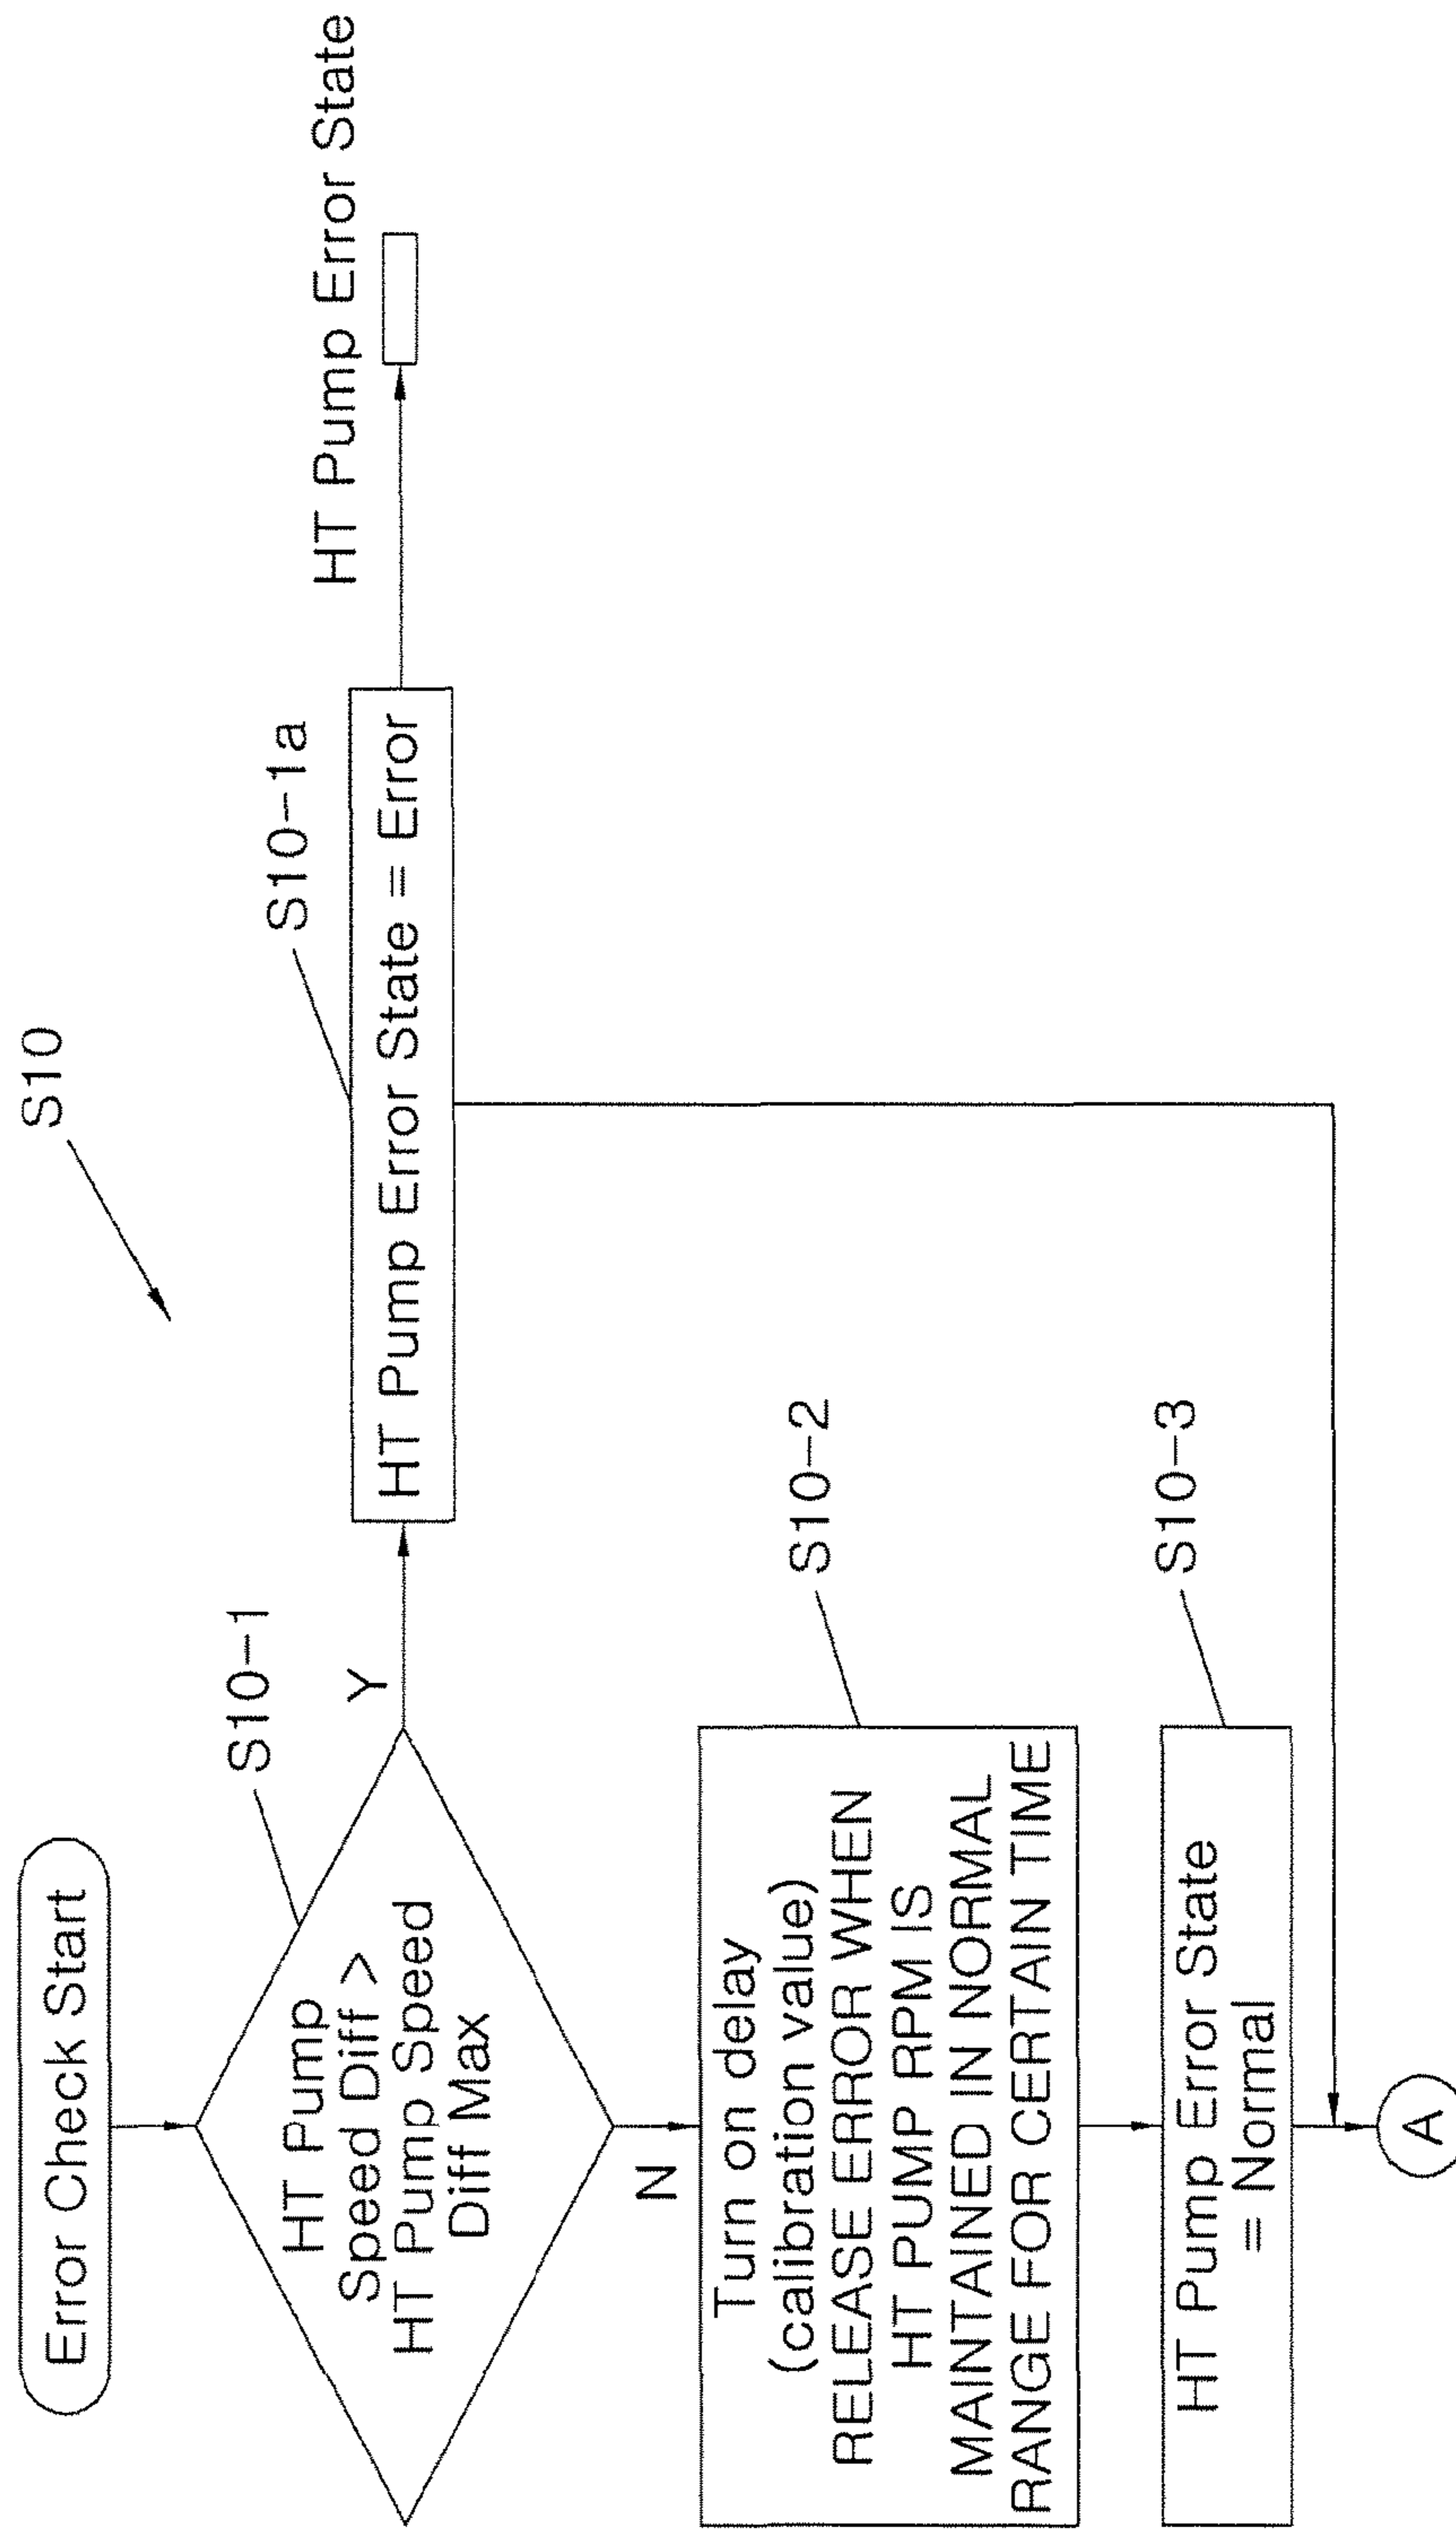 S10
Error Check Start
S10-1
HT Pump
Speed Diff >
HT Pump Speed
Diff Max
Y
S10-1a
HT Pump Error State = Error
HT Pump Error State
N
S10-2
Turn on delay
(calibration value)
RELEASE ERROR WHEN
HT PUMP RPM IS
MAINTAINED IN NORMAL
RANGE FOR CERTAIN TIME
S10-3
HT Pump Error State
= Normal
A